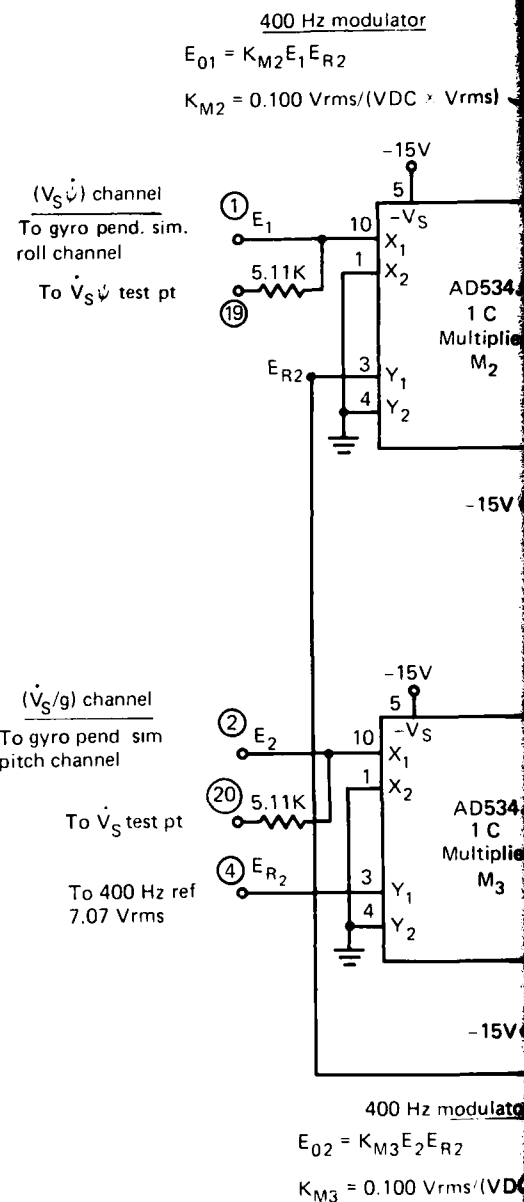 400 Hz modulator
E01 = KM2E1ER2
KM2 = 0.100 Vrms/(VDC × Vrms)
-15V
5
-VS
(VSψ̇) channel
To gyro pend. sim.
roll channel
1
E1
10
X1
1
X2
5.11K
To V̇Sψ test pt
19
AD534
1 C
M2
ER2
3
Y1
4
Y2
-15V
-15V
5
-VS
(V̇S/g) channel
To gyro pend sim
pitch channel
2
E2
10
X1
1
X2
20
5.11K
To V̇S test pt
AD534
1 C
M3
4
ER2
3
Y1
4
Y2
To 400 Hz ref
7.07 Vrms
-15V
400 Hz
E02 = KM3E2ER2
KM3 = 0.100 Vrms/